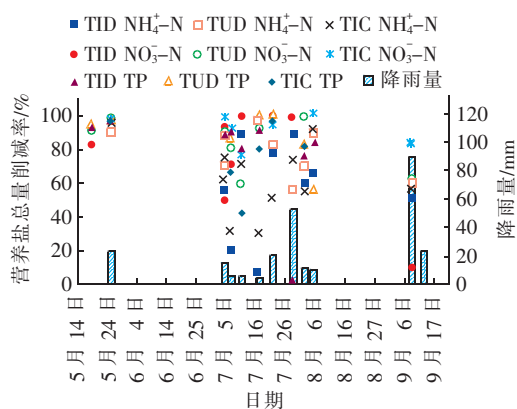 TID NH₄⁺–N TUD NH₄⁺–N TIC NH₄⁺–N
TID NO₃⁻–N TUD NO₃⁻–N TIC NO₃⁻–N
TID TP TUD TP TIC TP 降雨量
营养盐总量削减率/%
100
80
60
40
20
0
降雨量/mm
120
100
80
60
40
20
0
5月14日
5月24日
6月4日
6月15日
6月25日
7月5日
7月16日
7月26日
8月6日
8月17日
8月27日
9月6日
9月17日
日期